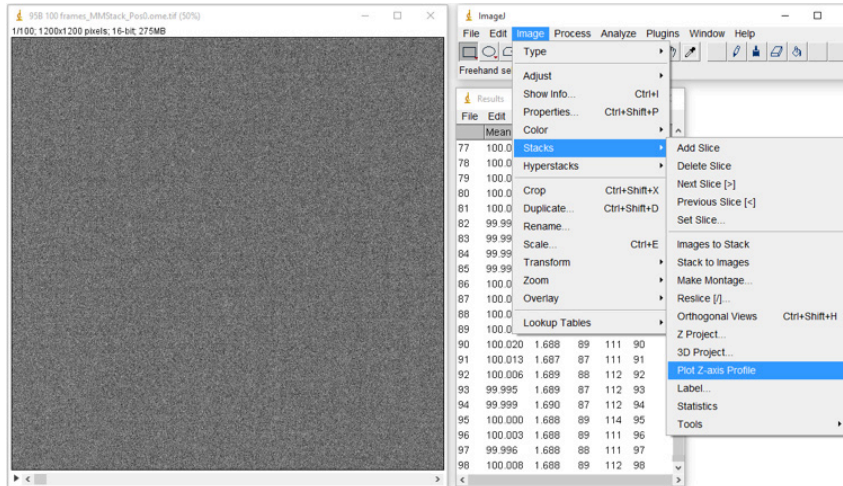 95B 100 frames_MMStack_Pos0.ome.tif (50%)
1/100; 1200x1200 pixels; 16-bit; 275MB
ImageJ
File Edit Image Process Analyze Plugins Window Help
Freehand se
Type
Adjust
Show Info... Ctrl+I
Properties... Ctrl+Shift+P
Color
Stacks
Hyperstacks
Crop Ctrl+Shift+X
Duplicate... Ctrl+Shift+D
Rename...
Scale... Ctrl+E
Transform
Zoom
Overlay
Lookup Tables
Add Slice
Delete Slice
Next Slice [>]
Previous Slice [<]
Set Slice...
Images to Stack
Stack to Images
Make Montage...
Reslice [/]...
Orthogonal Views Ctrl+Shift+H
Z Project...
3D Project...
Plot Z-axis Profile
Label...
Statistics
Tools
Results
File Edit
Mean
77 100.0
78 100.0
79 100.0
80 100.0
81 100.0
82 99.99
83 99.99
84 99.99
85 99.99
86 100.0
87 100.0
88 100.0
89 100.0
90 100.020 1.688 89 111 90
91 100.013 1.687 87 111 91
92 100.006 1.689 88 112 92
93 99.995 1.689 87 112 93
94 99.999 1.690 87 112 94
95 100.000 1.688 89 114 95
96 100.003 1.688 89 111 96
97 99.996 1.688 88 111 97
98 100.008 1.688 89 112 98